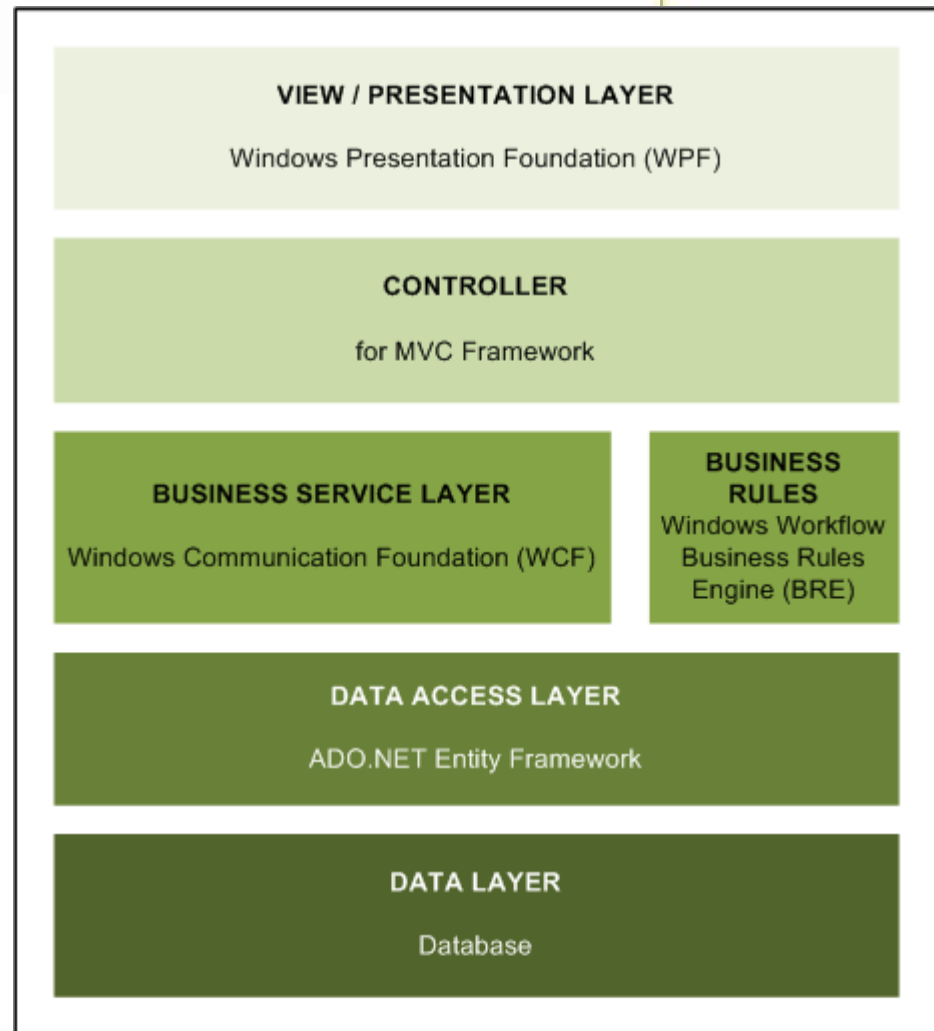 VIEW / PRESENTATION LAYER
Windows Presentation Foundation (WPF)
CONTROLLER
for MVC Framework
BUSINESS SERVICE LAYER
Windows Communication Foundation (WCF)
BUSINESS
RULES
Windows Workflow
Business Rules
Engine (BRE)
DATA ACCESS LAYER
ADO.NET Entity Framework
DATA LAYER
Database